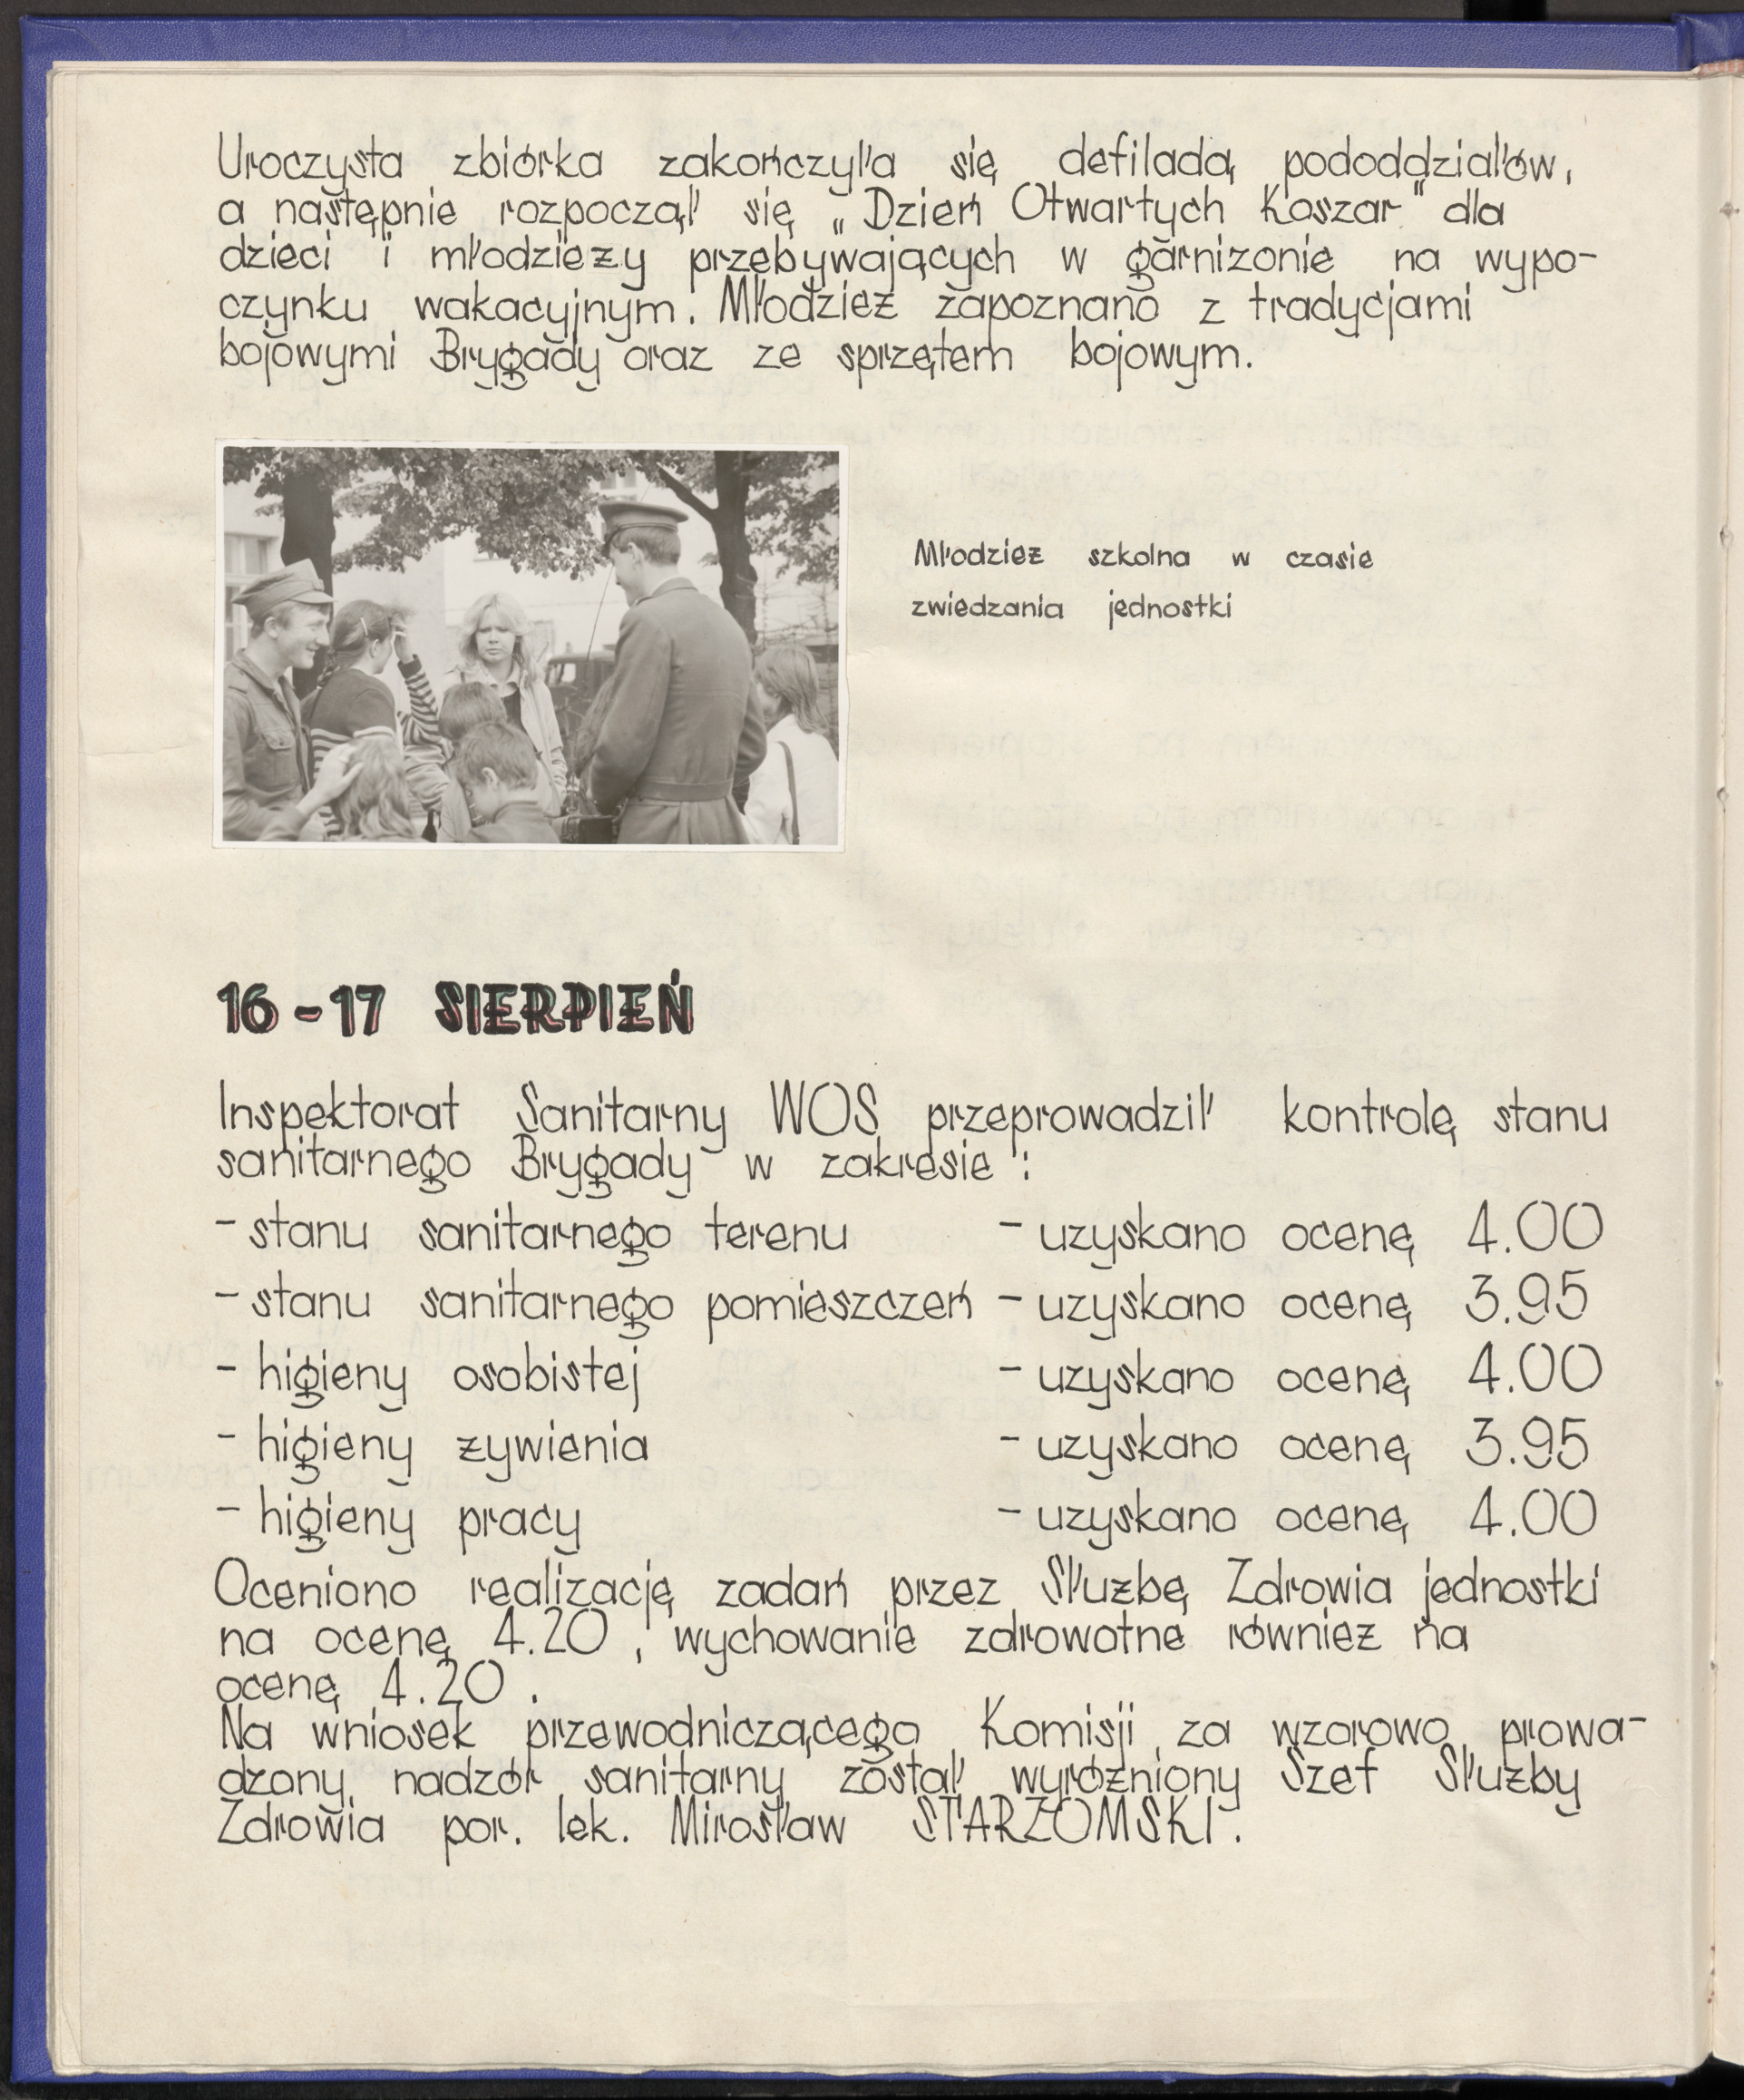 Uroczysta zbiórka zakończyła się defiladą pododdziałów,
a następnie rozpoczął się „Dzień Otwartych Koszar" dla
dzieci i młodzieży przebywających w garnizonie na wypo-
czynku wakacyjnym. Młodzież zapoznano z tradycjami
bojowymi Brygady oraz ze sprzętem bojowym.
Młodzież szkolna w czasie
zwiedzania jednostki
16-17 SIERPIEŃ
Inspektorat Sanitarny WOS przeprowadził kontrolę stanu
sanitarnego Brygady w zakresie :
- stanu sanitarnego terenu - uzyskano ocenę 4.00
- stanu sanitarnego pomieszczeń - uzyskano ocenę 3.95
- higieny osobistej - uzyskano ocenę 4.00
- higieny żywienia - uzyskano ocenę 3.95
- higieny pracy - uzyskano ocenę 4.00
Oceniono realizację zadań przez Służbę Zdrowia jednostki
na ocenę 4.20 , wychowanie zdrowotne również na
ocenę 4.20 .
Na wniosek przewodniczącego Komisji za wzorowo prowa-
dzony nadzór sanitarny został wyróżniony Szef Służby
Zdrowia por. lek. Mirosław STARZOMSKI.